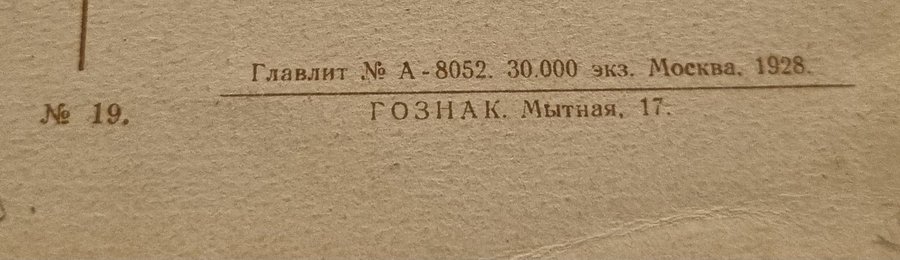 Главлит № А-8052. 30.000 экз. Москва, 1928.
№ 19.
ГОЗНАК. Мытная, 17.